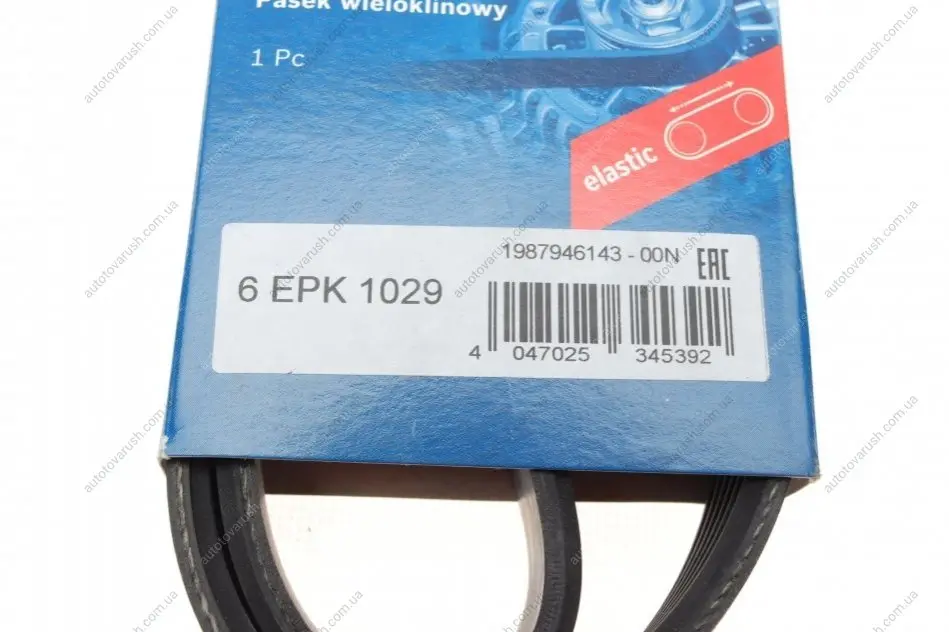 Pasek wieloklinowy
1 Pc
elastic
1987946143 - 00N
EAC
6 EPK 1029
4 047025 345392
autotovarush.com.ua